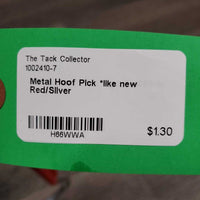 The Tack Collector
1002410-7
Metal Hoof Pick *like new
Red/Silver
H66WWA
$1.30